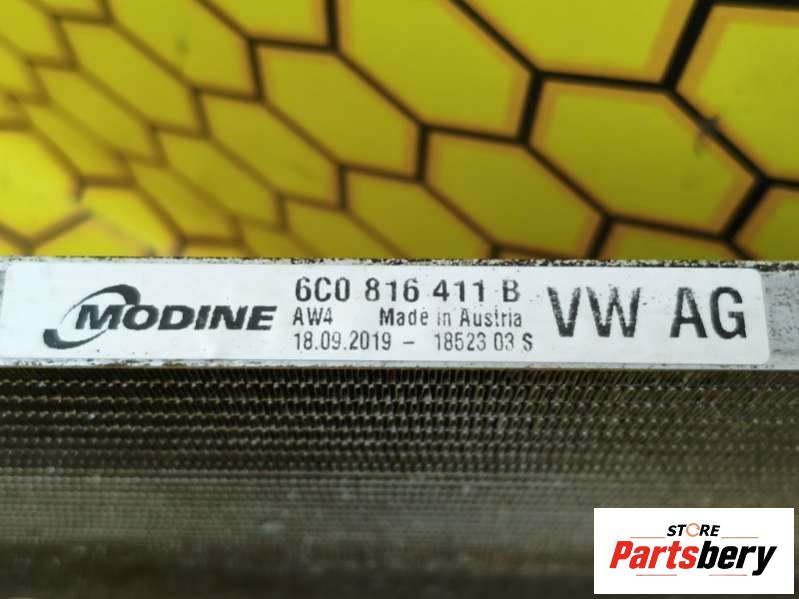 MODINE
6C0 816 411 B
AW4 Made in Austria
18.09.2019 - 18523 03 S
VW AG
STORE
Partsbery